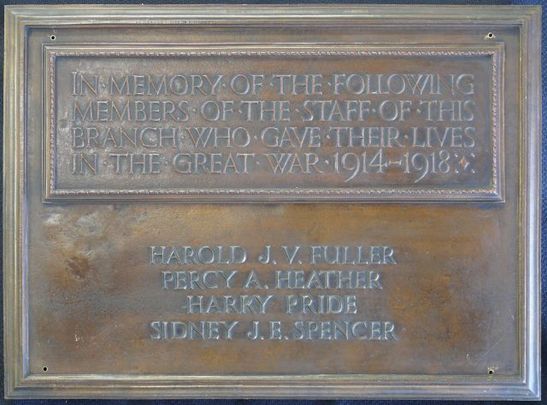 IN·MEMORY·OF·THE·FOLLOWING
MEMBERS·OF·THE·STAFF·OF·THIS
BRANCH·WHO·GAVE·THEIR·LIVES
IN·THE·GREAT·WAR·1914–1918
HAROLD J. V. FULLER
PERCY A. HEATHER
HARRY PRIDE
SIDNEY J. E. SPENCER